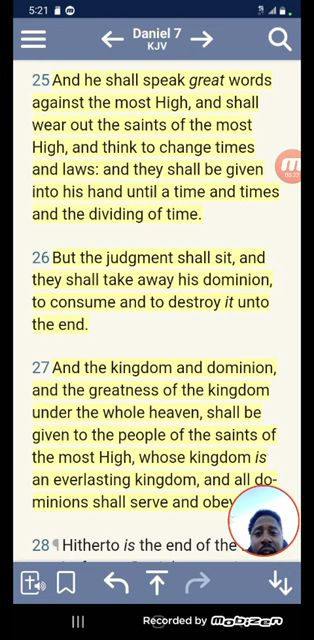 5:21
Daniel 7
KJV
25 And he shall speak great words
against the most High, and shall
wear out the saints of the most
High, and think to change times
and laws: and they shall be given
into his hand until a time and times
and the dividing of time.
26 But the judgment shall sit, and
they shall take away his dominion,
to consume and to destroy it unto
the end.
27 And the kingdom and dominion,
and the greatness of the kingdom
under the whole heaven, shall be
given to the people of the saints of
the most High, whose kingdom is
an everlasting kingdom, and all do-
minions shall serve and obey
28 ¶ Hitherto is the end of the
Recorded by mobizen